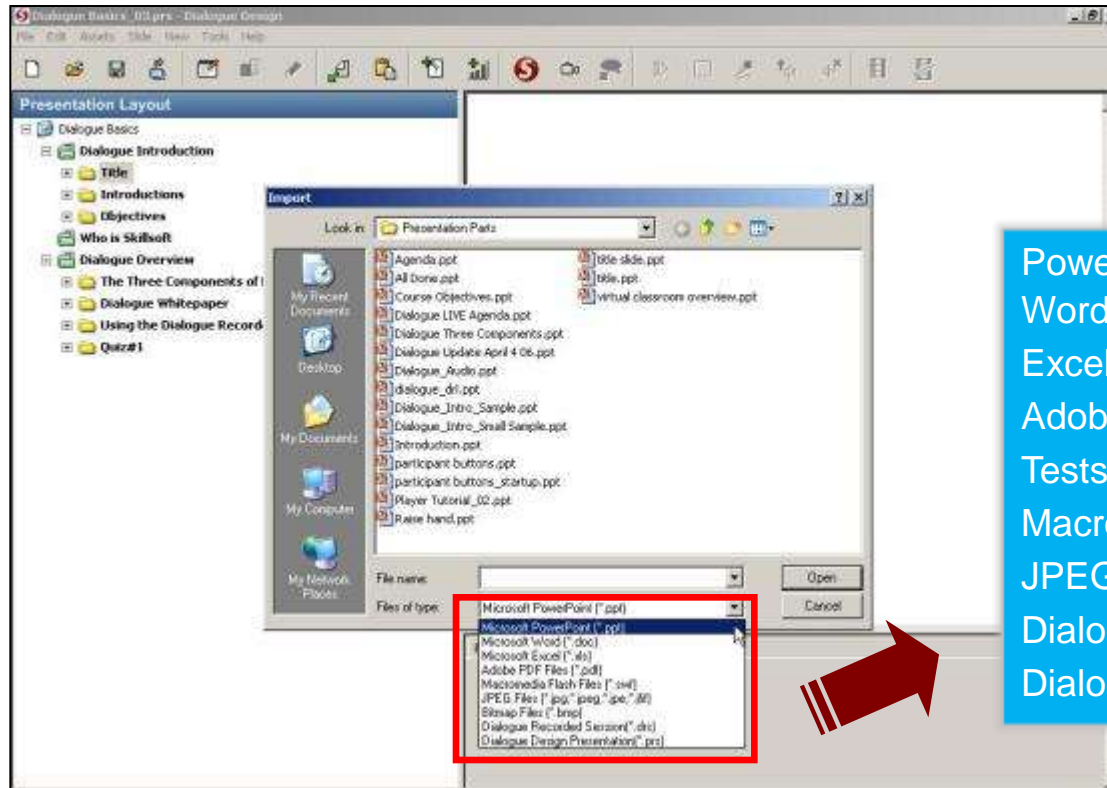 Dialogue Basics_03.prs - Dialogue Design
File Edit Assets Slide View Tools Help
Presentation Layout
Dialogue Basics
Dialogue Introduction
Title
Introductions
Objectives
Who is Skillsoft
Dialogue Overview
The Three Components of
Dialogue Whitepaper
Using the Dialogue Record
Quiz#1
Import
Look in: Presentation Parts
My Recent Documents
Desktop
My Documents
My Computer
My Network Places
Agenda.ppt
All Done.ppt
Course Objectives.ppt
Dialogue LIVE Agenda.ppt
Dialogue Three Components.ppt
Dialogue Update April 4 06.ppt
Dialogue_Audio.ppt
dialogue_drl.ppt
Dialogue_Intro_Sample.ppt
Dialogue_Intro_Small Sample.ppt
Introduction.ppt
participant buttons.ppt
participant buttons_startup.ppt
Player Tutorial_02.ppt
Raise hand.ppt
title slide.ppt
title.ppt
virtual classroom overview.ppt
File name:
Open
Files of type: Microsoft PowerPoint (*.ppt)
Cancel
Microsoft PowerPoint (*.ppt)
Microsoft Word (*.doc)
Microsoft Excel (*.xls)
Adobe PDF Files (*.pdf)
Macromedia Flash Files (*.swf)
JPEG Files (*.jpg;*.jpeg;*.jpe;*.jfif)
Bitmap Files (*.bmp)
Dialogue Recorded Session(*.drs)
Dialogue Design Presentation(*.prs)
Powe
Word
Excel
Adob
Tests
Macr
JPEG
Dialo
Dialo